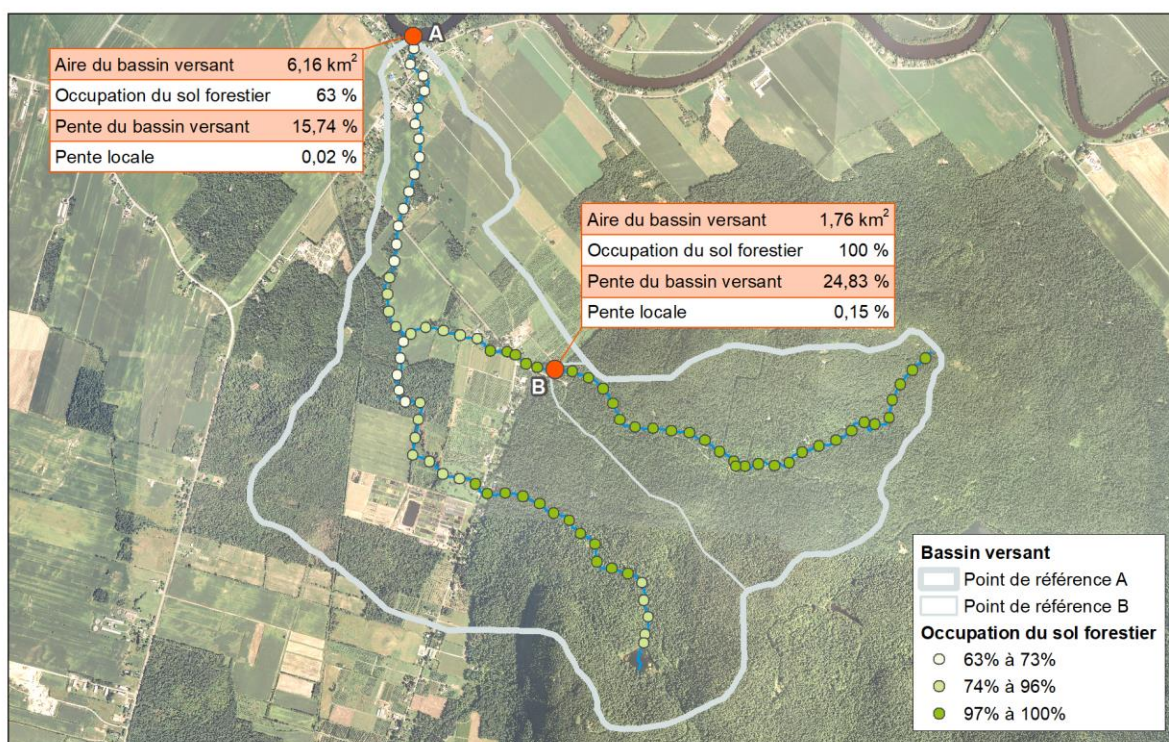 A
Aire du bassin versant 6,16 km²
Occupation du sol forestier 63 %
Pente du bassin versant 15,74 %
Pente locale 0,02 %
Aire du bassin versant 1,76 km²
Occupation du sol forestier 100 %
Pente du bassin versant 24,83 %
Pente locale 0,15 %
B
Bassin versant
Point de référence A
Point de référence B
Occupation du sol forestier
63% à 73%
74% à 96%
97% à 100%